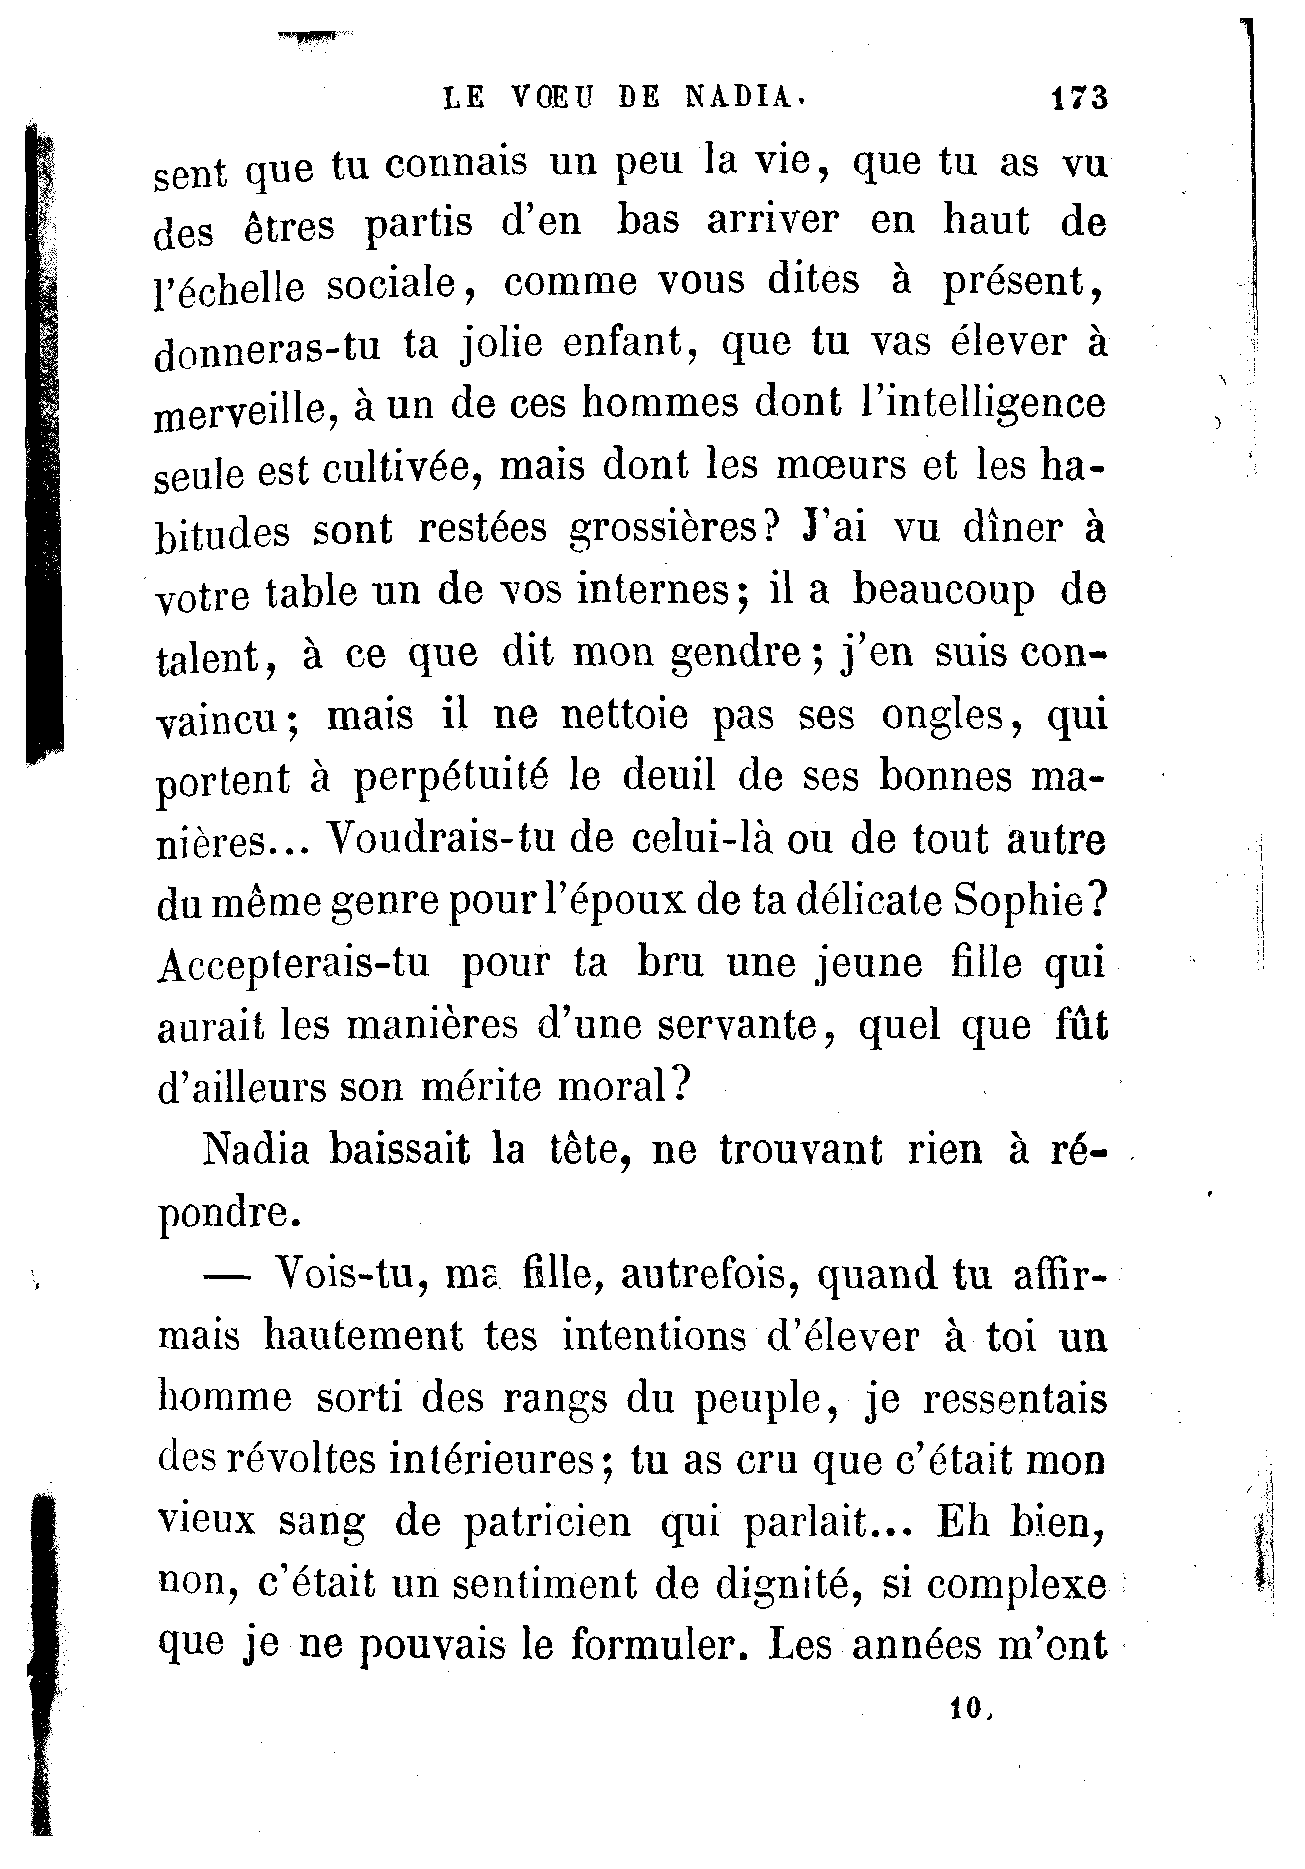 LE VŒU DE NADIA. 173
sent que tu connais un peu la vie, que tu as vu
des êtres partis d'en bas arriver en haut de
l'échelle sociale, comme vous dites à présent,
donneras-tu ta jolie enfant, que tu vas élever à
merveille, à un de ces hommes dont l'intelligence
seule est cultivée, mais dont les mœurs et les ha-
bitudes sont restées grossières? J'ai vu dîner à
votre table un de vos internes; il a beaucoup de
talent, à ce que dit mon gendre; j'en suis con-
vaincu; mais il ne nettoie pas ses ongles, qui
portent à perpétuité le deuil de ses bonnes ma-
nières... Voudrais-tu de celui-là ou de tout autre
du même genre pour l'époux de ta délicate Sophie?
Accepterais-tu pour ta bru une jeune fille qui
aurait les manières d'une servante, quel que fût
d'ailleurs son mérite moral?
Nadia baissait la tête, ne trouvant rien à ré-
pondre.
— Vois-tu, ma fille, autrefois, quand tu affir-
mais hautement tes intentions d'élever à toi un
homme sorti des rangs du peuple, je ressentais
des révoltes intérieures; tu as cru que c'était mon
vieux sang de patricien qui parlait... Eh bien,
non, c'était un sentiment de dignité, si complexe
que je ne pouvais le formuler. Les années m'ont
10.